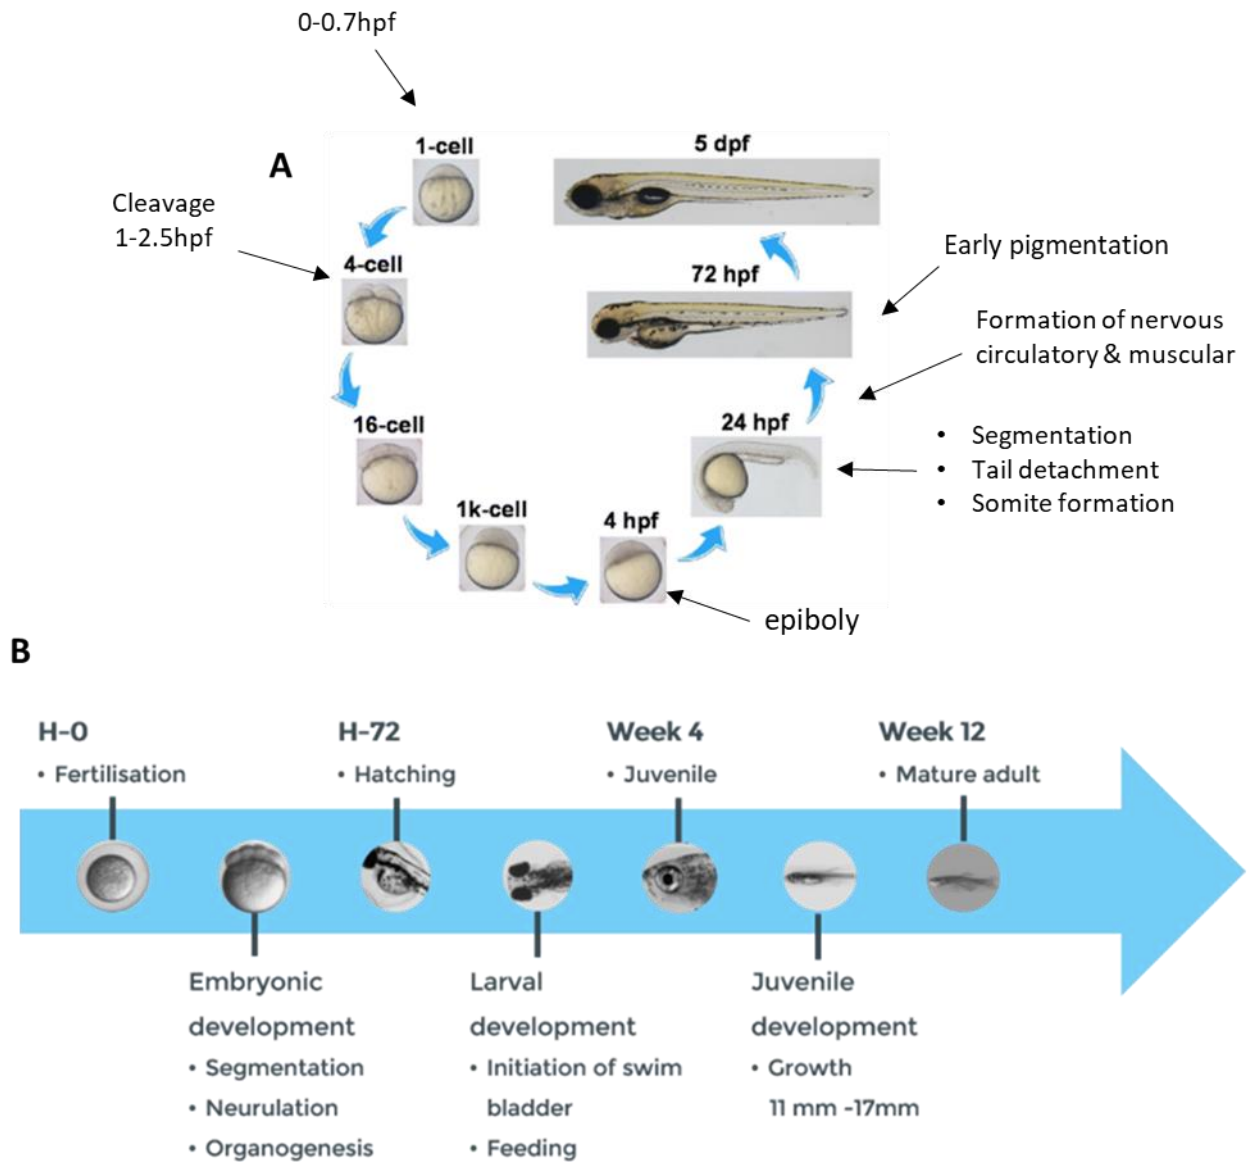 0-0.7hpf
A
1-cell
5 dpf
Cleavage
1-2.5hpf
4-cell
72 hpf
Early pigmentation
Formation of nervous
circulatory & muscular
16-cell
24 hpf
• Segmentation
• Tail detachment
• Somite formation
1k-cell
4 hpf
epiboly
B
H-0
• Fertilisation
H-72
• Hatching
Week 4
• Juvenile
Week 12
• Mature adult
Embryonic
development
• Segmentation
• Neurulation
• Organogenesis
Larval
development
• Initiation of swim
bladder
• Feeding
Juvenile
development
• Growth
11 mm -17mm